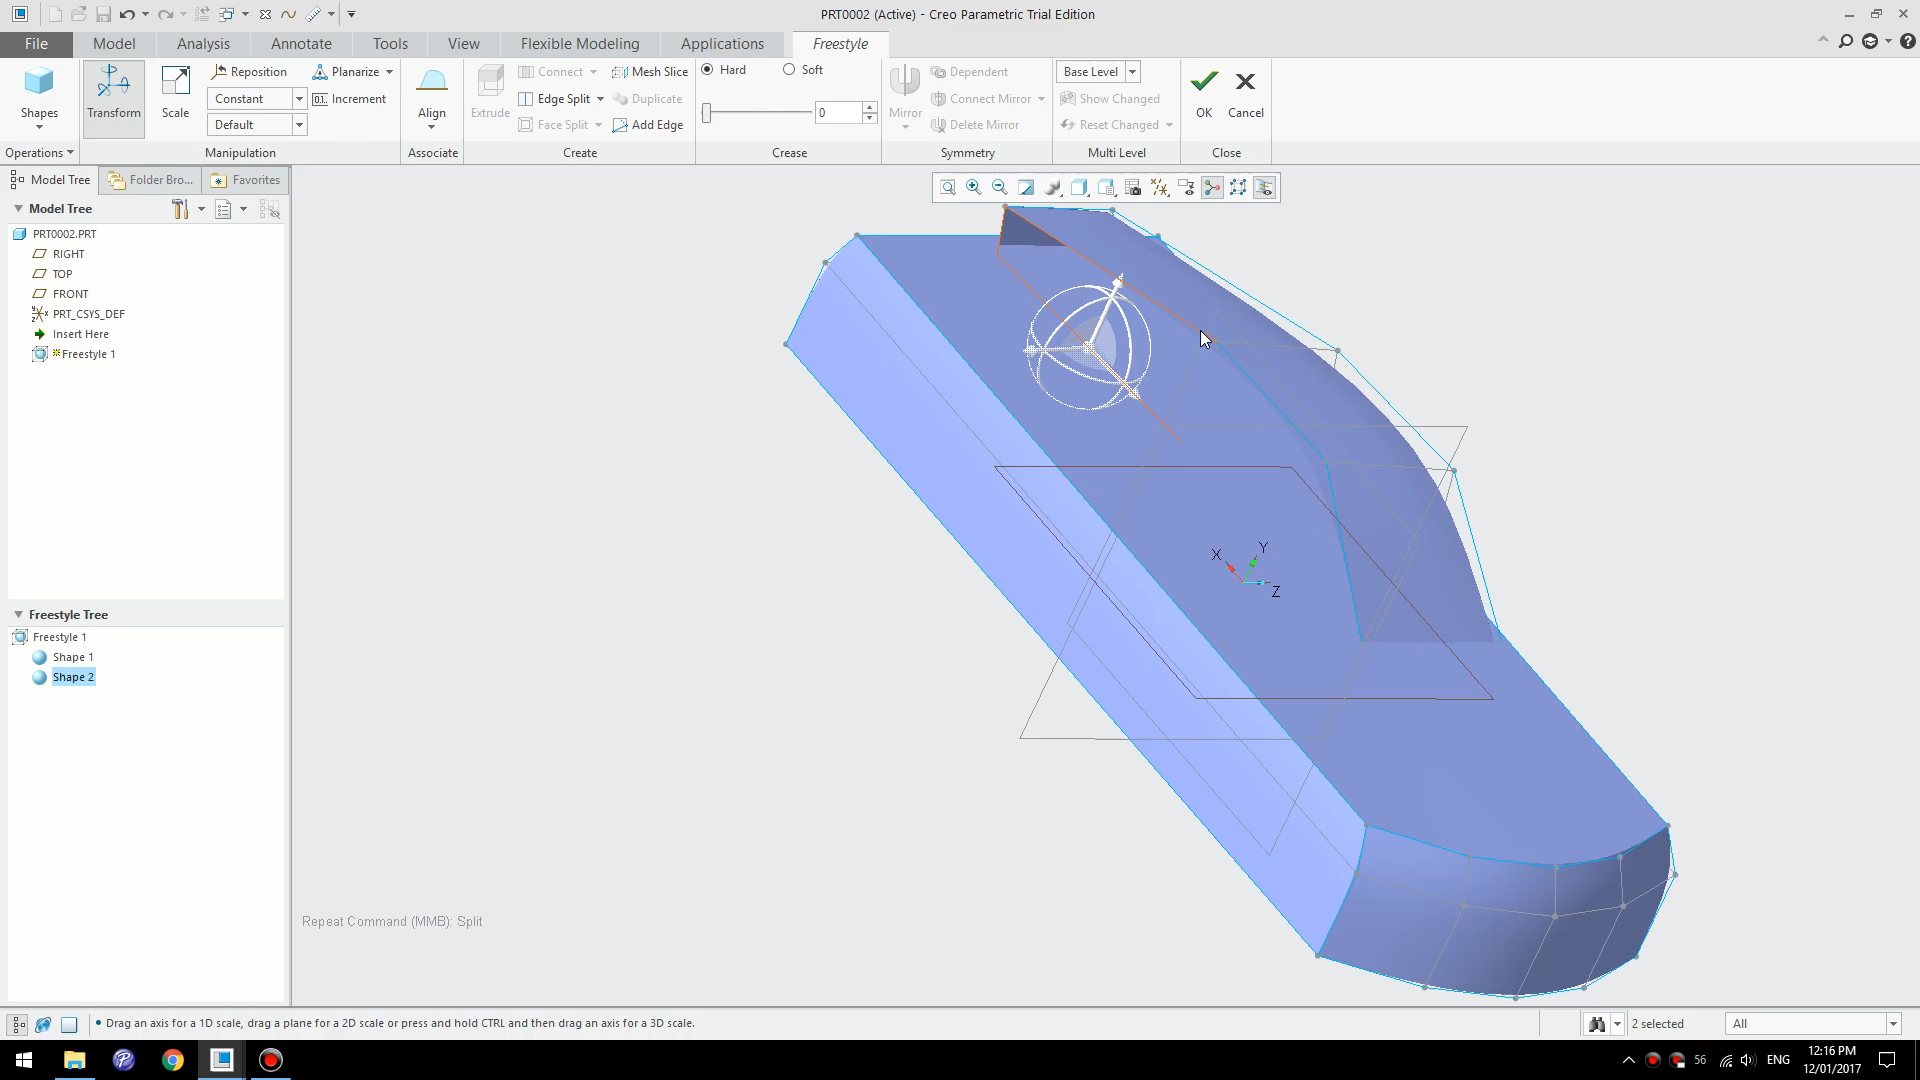 PRT0002 (Active) - Creo Parametric Trial Edition
File Model Analysis Annotate Tools View Flexible Modeling Applications Freestyle
Shapes
Operations
Transform
Scale
Reposition
Planarize
Constant
0.1. Increment
Default
Manipulation
Align
Associate
Extrude
Connect
Mesh Slice
Edge Split
Duplicate
Face Split
Add Edge
Create
Hard
Soft
0
Crease
Mirror
Dependent
Connect Mirror
Delete Mirror
Symmetry
Base Level
Show Changed
Reset Changed
Multi Level
OK
Cancel
Close
Model Tree
Folder Bro...
Favorites
Model Tree
PRT0002.PRT
RIGHT
TOP
FRONT
PRT_CSYS_DEF
Insert Here
Freestyle 1
Freestyle Tree
Freestyle 1
Shape 1
Shape 2
X
Y
Z
Repeat Command (MMB): Split
• Drag an axis for a 1D scale, drag a plane for a 2D scale or press and hold CTRL and then drag an axis for a 3D scale.
2 selected
All
56
ENG
12:16 PM
12/01/2017